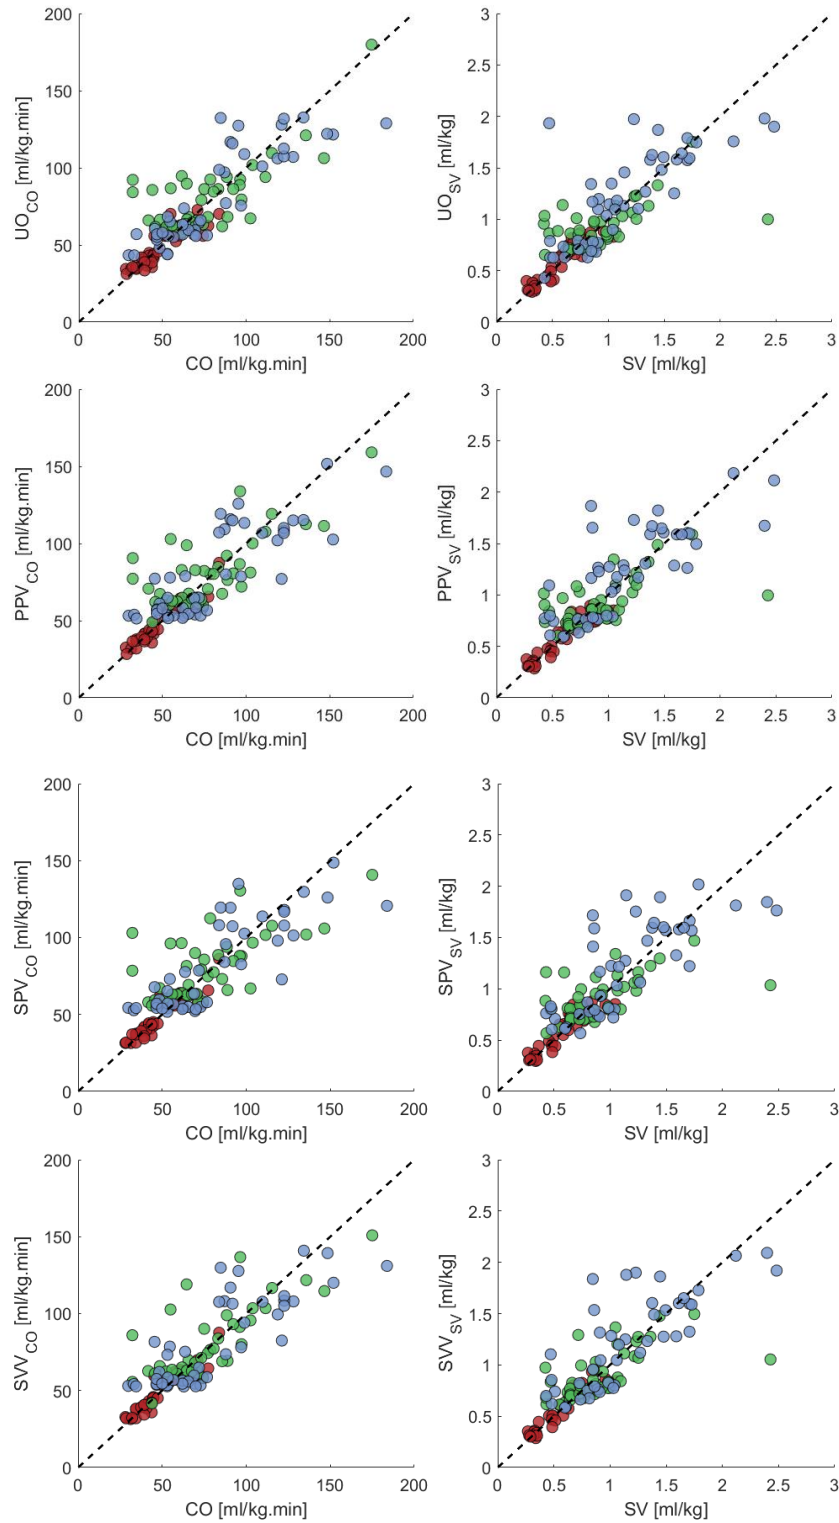 200
150
100
50
0
UO_CO [ml/kg.min]
0 50 100 150 200
CO [ml/kg.min]
3
2.5
2
1.5
1
0.5
0
UO_SV [ml/kg]
0 0.5 1 1.5 2 2.5 3
SV [ml/kg]
200
150
100
50
0
PPV_CO [ml/kg.min]
0 50 100 150 200
CO [ml/kg.min]
3
2.5
2
1.5
1
0.5
0
PPV_SV [ml/kg]
0 0.5 1 1.5 2 2.5 3
SV [ml/kg]
200
150
100
50
0
SPV_CO [ml/kg.min]
0 50 100 150 200
CO [ml/kg.min]
3
2.5
2
1.5
1
0.5
0
SPV_SV [ml/kg]
0 0.5 1 1.5 2 2.5 3
SV [ml/kg]
200
150
100
50
0
SVV_CO [ml/kg.min]
0 50 100 150 200
CO [ml/kg.min]
3
2.5
2
1.5
1
0.5
0
SVV_SV [ml/kg]
0 0.5 1 1.5 2 2.5 3
SV [ml/kg]